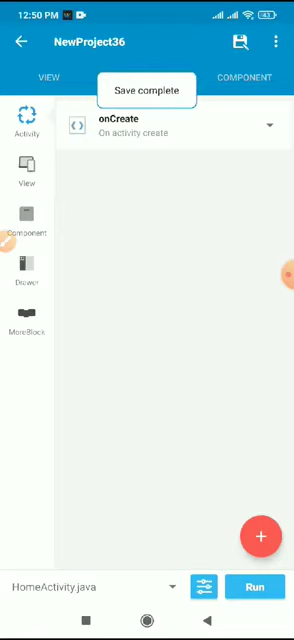 12:50 PM
NewProject36
VIEW
COMPONENT
Save complete
Activity
onCreate
On activity create
View
Component
Drawer
MoreBlock
+
HomeActivity.java
Run